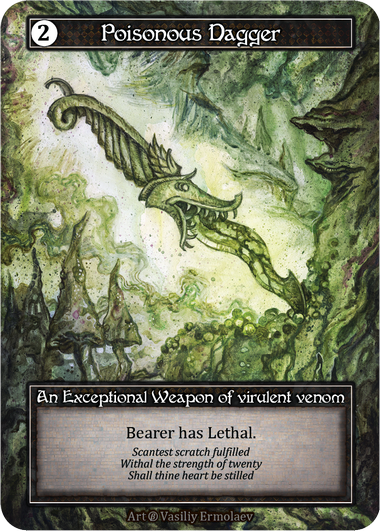 2
Poisonous Dagger
An Exceptional Weapon of virulent venom
Bearer has Lethal.
Scantest scratch fulfilled
Withal the strength of twenty
Shall thine heart be stilled
Art @ Vasiliy Ermolaev